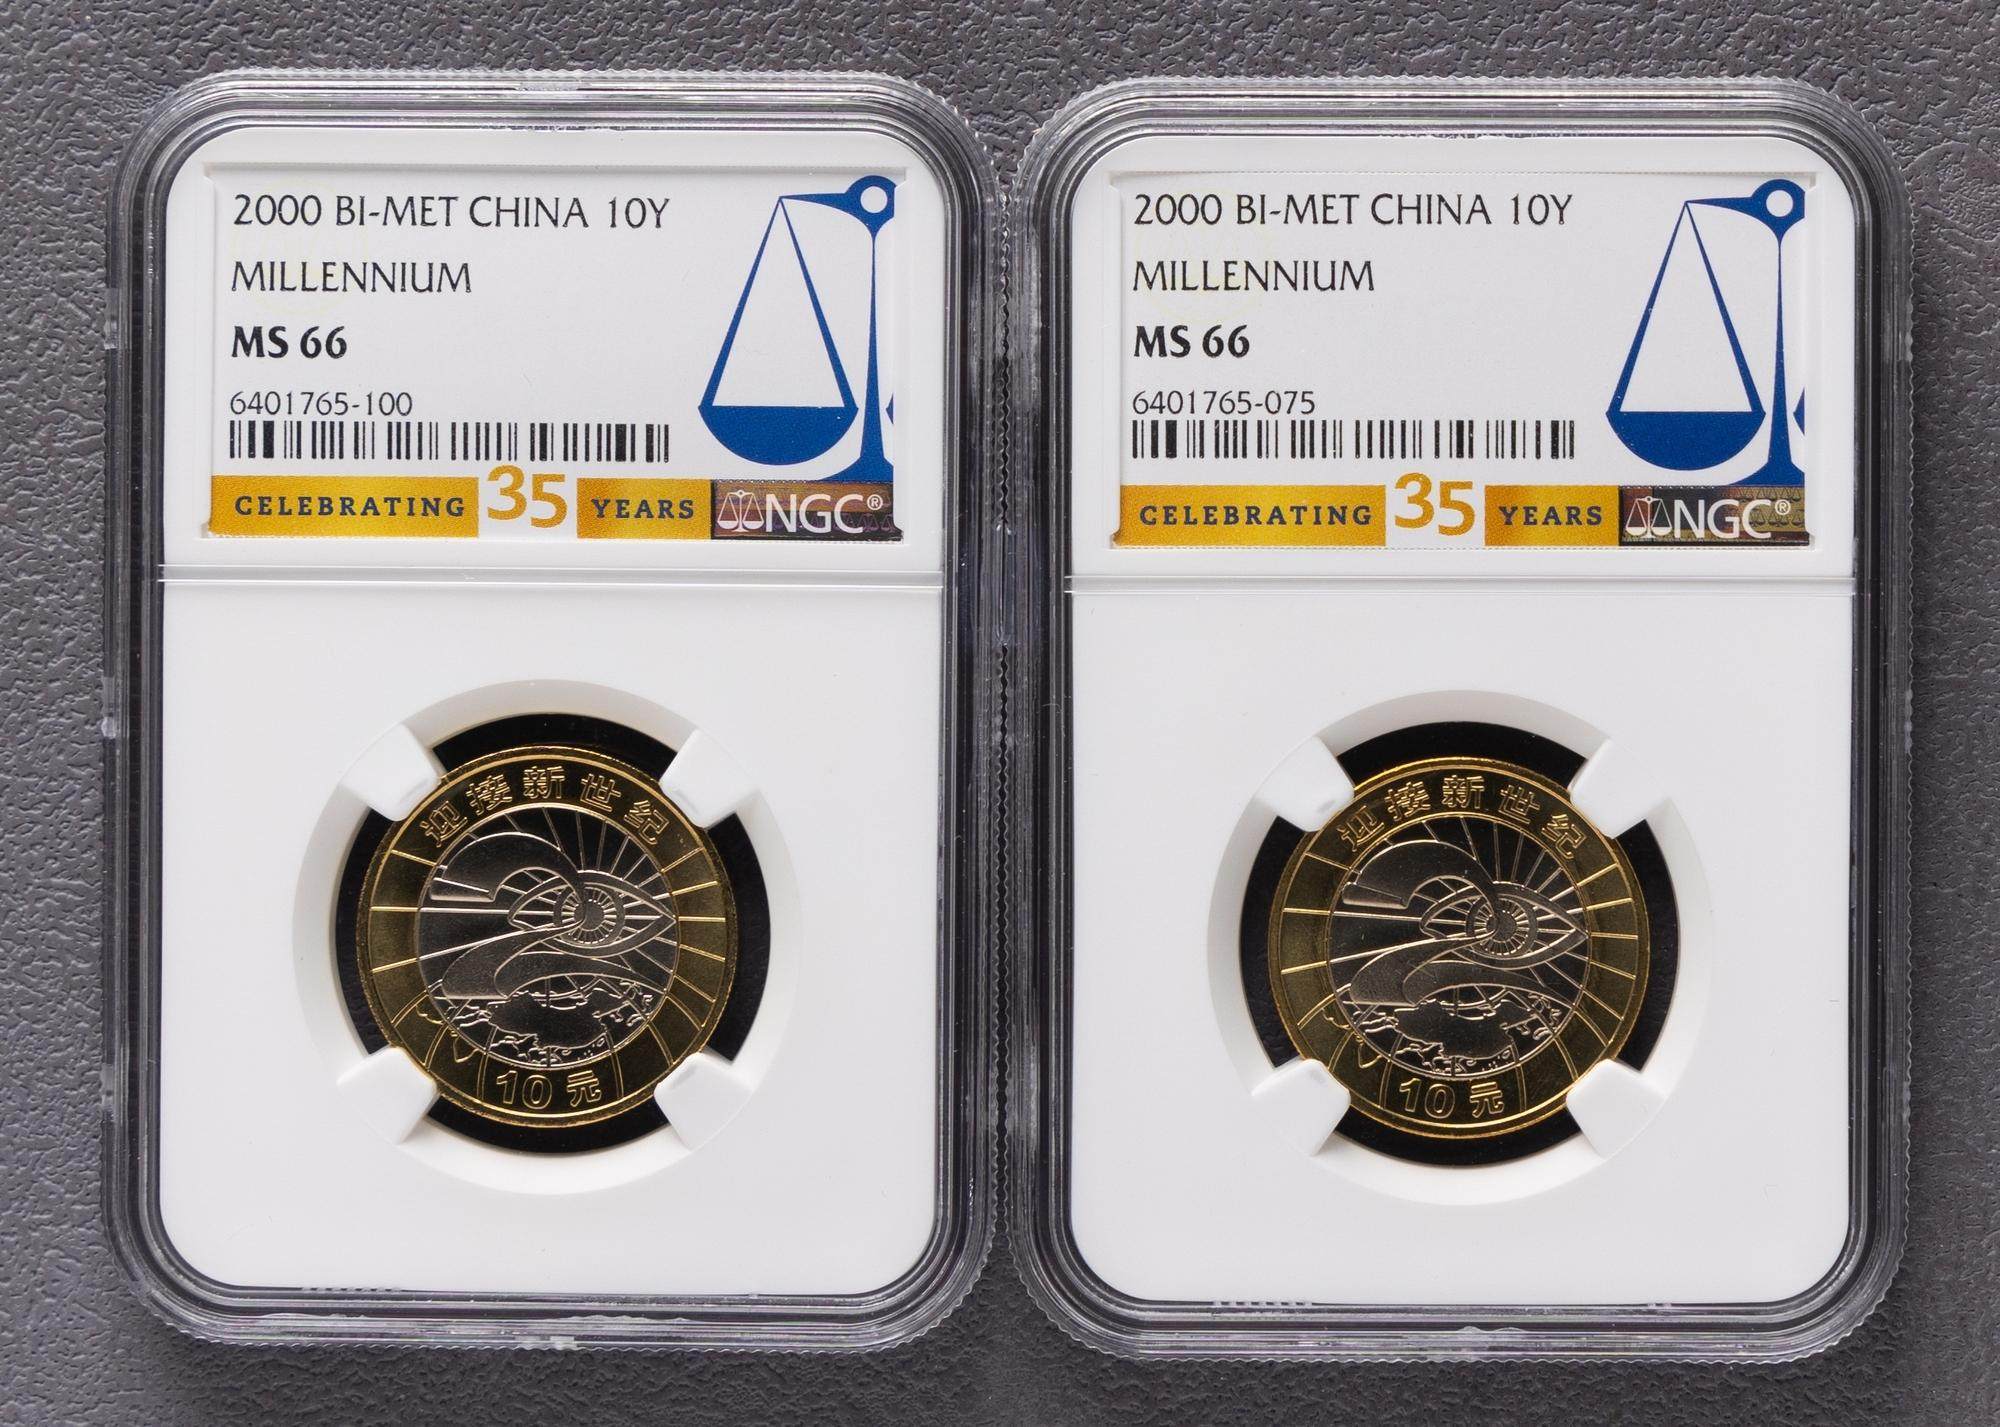 2000 BI-MET CHINA 10Y
MILLENNIUM
MS 66
6401765-100
CELEBRATING 35 YEARS NGC®
迎接新世纪
10元
2000 BI-MET CHINA 10Y
MILLENNIUM
MS 66
6401765-075
CELEBRATING 35 YEARS NGC®
迎接新世纪
10元